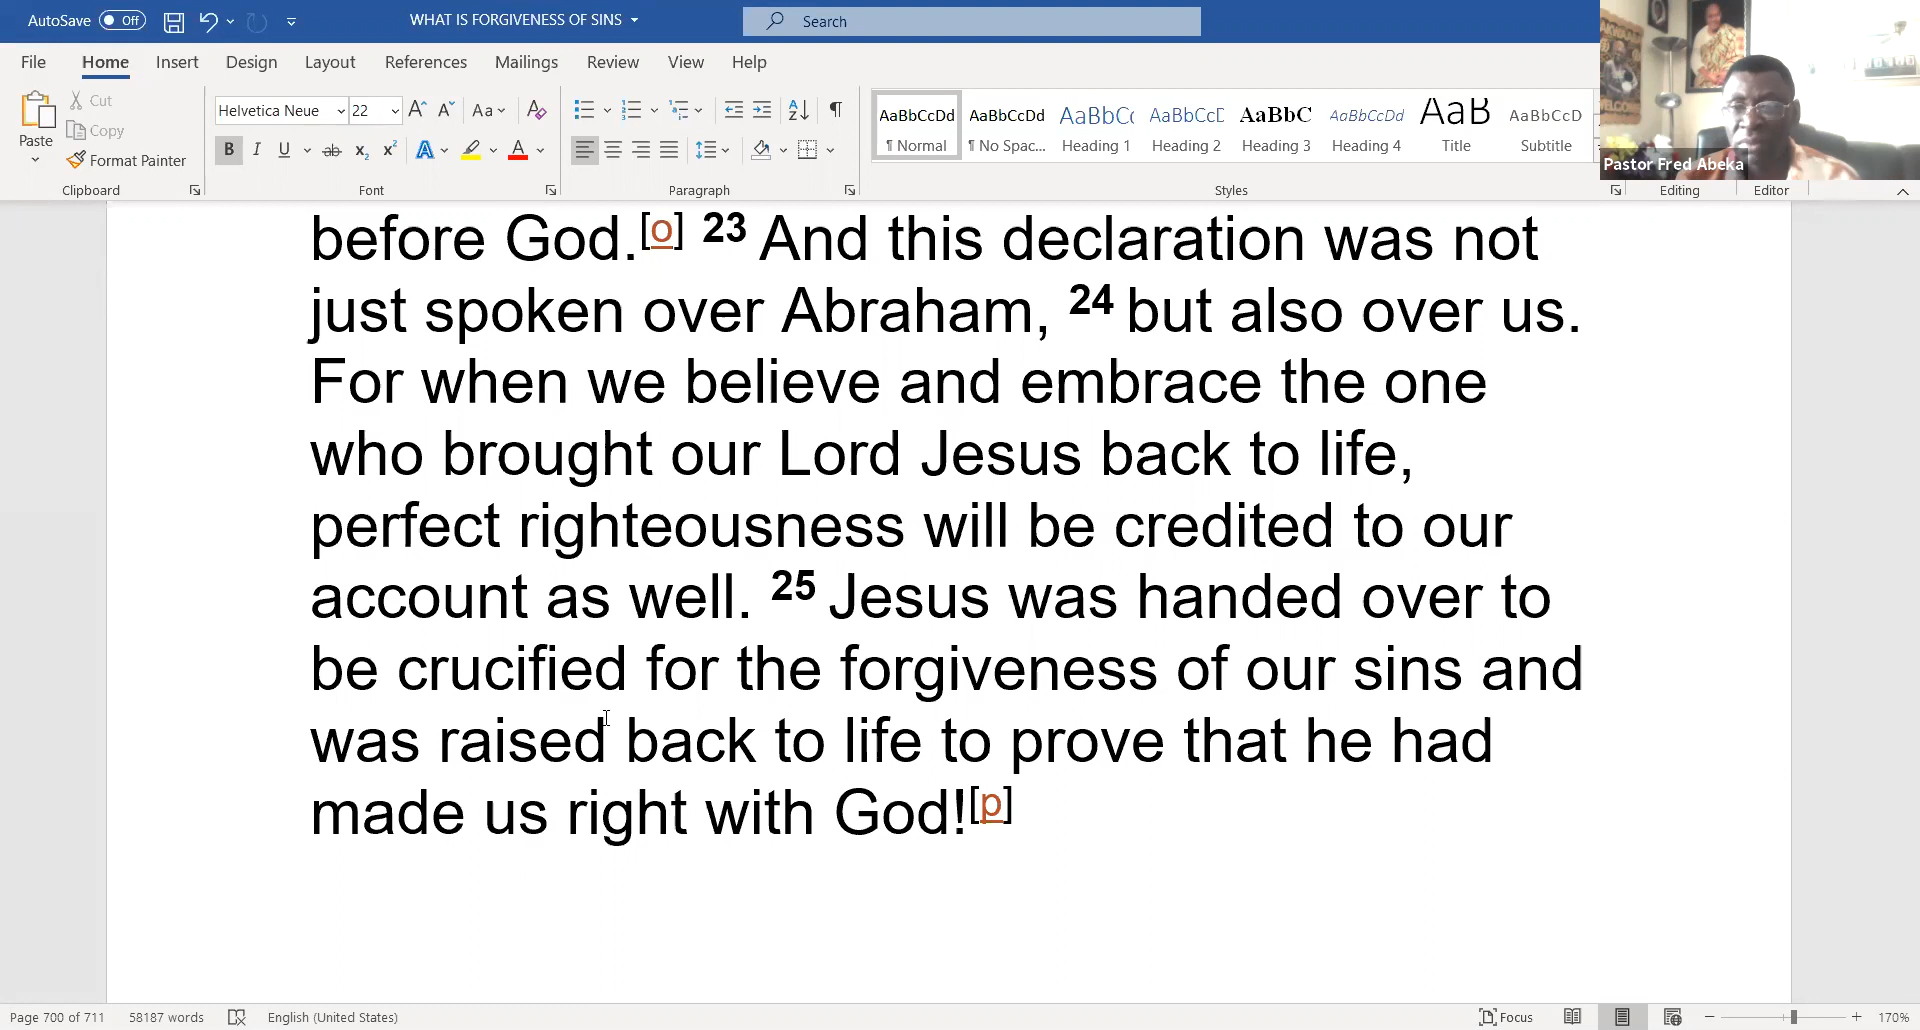 AutoSave Off WHAT IS FORGIVENESS OF SINS Search
File Home Insert Design Layout References Mailings Review View Help
Paste Cut Copy Format Painter
Helvetica Neue 22 A A Aa A
B I U ab x2 x2 A A
AaBbCcDd AaBbCcDd AaBbCc AaBbCcD AaBbC AaBbCcDd AaB AaBbCcD
¶ Normal ¶ No Spac... Heading 1 Heading 2 Heading 3 Heading 4 Title Subtitle
Pastor Fred Abeka
Clipboard Font Paragraph Styles Editing Editor
before God.[o] 23 And this declaration was not
just spoken over Abraham, 24 but also over us.
For when we believe and embrace the one
who brought our Lord Jesus back to life,
perfect righteousness will be credited to our
account as well. 25 Jesus was handed over to
be crucified for the forgiveness of our sins and
was raised back to life to prove that he had
made us right with God![p]
Page 700 of 711 58187 words English (United States) Focus 170%